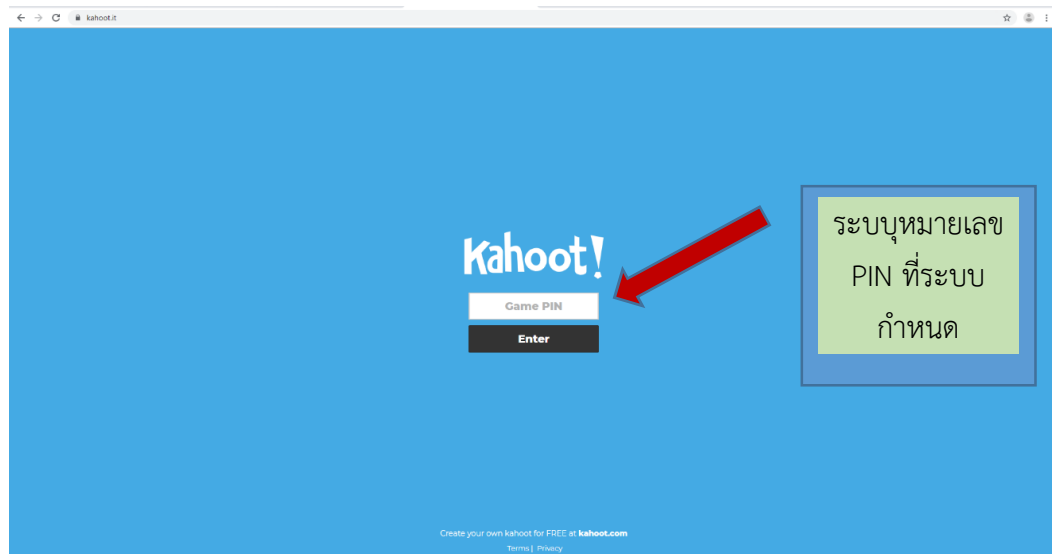 kahoot.it
Kahoot!
Game PIN
Enter
ระบบุหมายเลข
PIN ที่ระบบ
กำหนด
Create your own kahoot for FREE at kahoot.com
Terms | Privacy